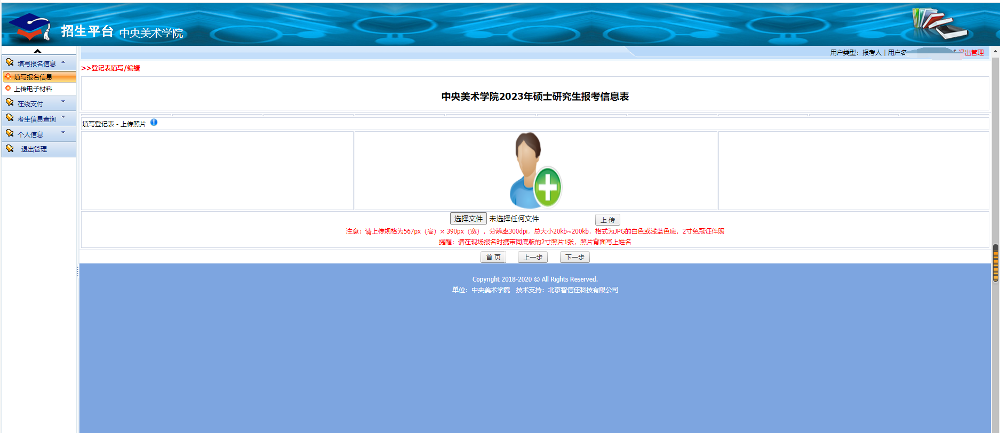 招生平台 中央美术学院
用户类型：报考人 | 用户名 退出管理
填写报名信息
填写报名信息
上传电子材料
在线支付
考生信息查询
个人信息
退出管理
>>登记表填写/编辑
中央美术学院2023年硕士研究生报考信息表
填写登记表 - 上传照片
选择文件 未选择任何文件 上 传
注意：请上传规格为567px（高）× 390px（宽），分辨率300dpi，总大小20kb~200kb，格式为JPG的白色或浅蓝色底，2寸免冠证件照
提醒：请在现场报名时携带同底版的2寸照片1张，照片背面写上姓名
首 页 上一步 下一步
Copyright 2018-2020 © All Rights Reserved.
单位：中央美术学院 技术支持：北京智信佳科技有限公司